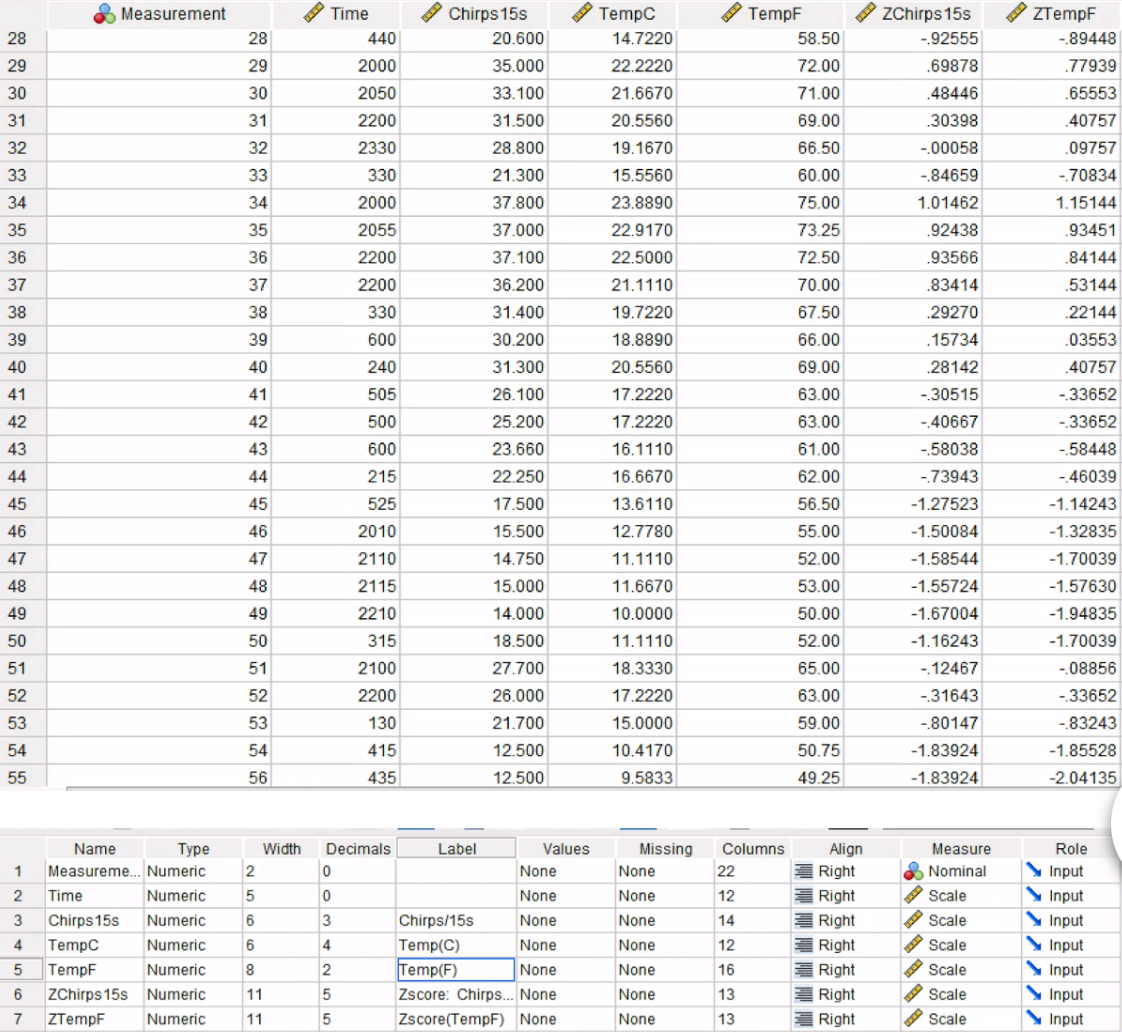 Measurement Time Chirps15s TempC TempF ZChirps15s ZTempF
28 28 440 20.600 14.7220 58.50 -.92555 -.89448
29 29 2000 35.000 22.2220 72.00 .69878 .77939
30 30 2050 33.100 21.6670 71.00 .48446 .65553
31 31 2200 31.500 20.5560 69.00 .30398 .40757
32 32 2330 28.800 19.1670 66.50 -.00058 .09757
33 33 330 21.300 15.5560 60.00 -.84659 -.70834
34 34 2000 37.800 23.8890 75.00 1.01462 1.15144
35 35 2055 37.000 22.9170 73.25 .92438 .93451
36 36 2200 37.100 22.5000 72.50 .93566 .84144
37 37 2200 36.200 21.1110 70.00 .83414 .53144
38 38 330 31.400 19.7220 67.50 .29270 .22144
39 39 600 30.200 18.8890 66.00 .15734 .03553
40 40 240 31.300 20.5560 69.00 .28142 .40757
41 41 505 26.100 17.2220 63.00 -.30515 -.33652
42 42 500 25.200 17.2220 63.00 -.40667 -.33652
43 43 600 23.660 16.1110 61.00 -.58038 -.58448
44 44 215 22.250 16.6670 62.00 -.73943 -.46039
45 45 525 17.500 13.6110 56.50 -1.27523 -1.14243
46 46 2010 15.500 12.7780 55.00 -1.50084 -1.32835
47 47 2110 14.750 11.1110 52.00 -1.58544 -1.70039
48 48 2115 15.000 11.6670 53.00 -1.55724 -1.57630
49 49 2210 14.000 10.0000 50.00 -1.67004 -1.94835
50 50 315 18.500 11.1110 52.00 -1.16243 -1.70039
51 51 2100 27.700 18.3330 65.00 -.12467 -.08856
52 52 2200 26.000 17.2220 63.00 -.31643 -.33652
53 53 130 21.700 15.0000 59.00 -.80147 -.83243
54 54 415 12.500 10.4170 50.75 -1.83924 -1.85528
55 56 435 12.500 9.5833 49.25 -1.83924 -2.04135
Name Type Width Decimals Label Values Missing Columns Align Measure Role
1 Measureme... Numeric 2 0 None None 22 Right Nominal Input
2 Time Numeric 5 0 None None 12 Right Scale Input
3 Chirps15s Numeric 6 3 Chirps/15s None None 14 Right Scale Input
4 TempC Numeric 6 4 Temp(C) None None 12 Right Scale Input
5 TempF Numeric 8 2 Temp(F) None None 16 Right Scale Input
6 ZChirps15s Numeric 11 5 Zscore: Chirps... None None 13 Right Scale Input
7 ZTempF Numeric 11 5 Zscore(TempF) None None 13 Right Scale Input